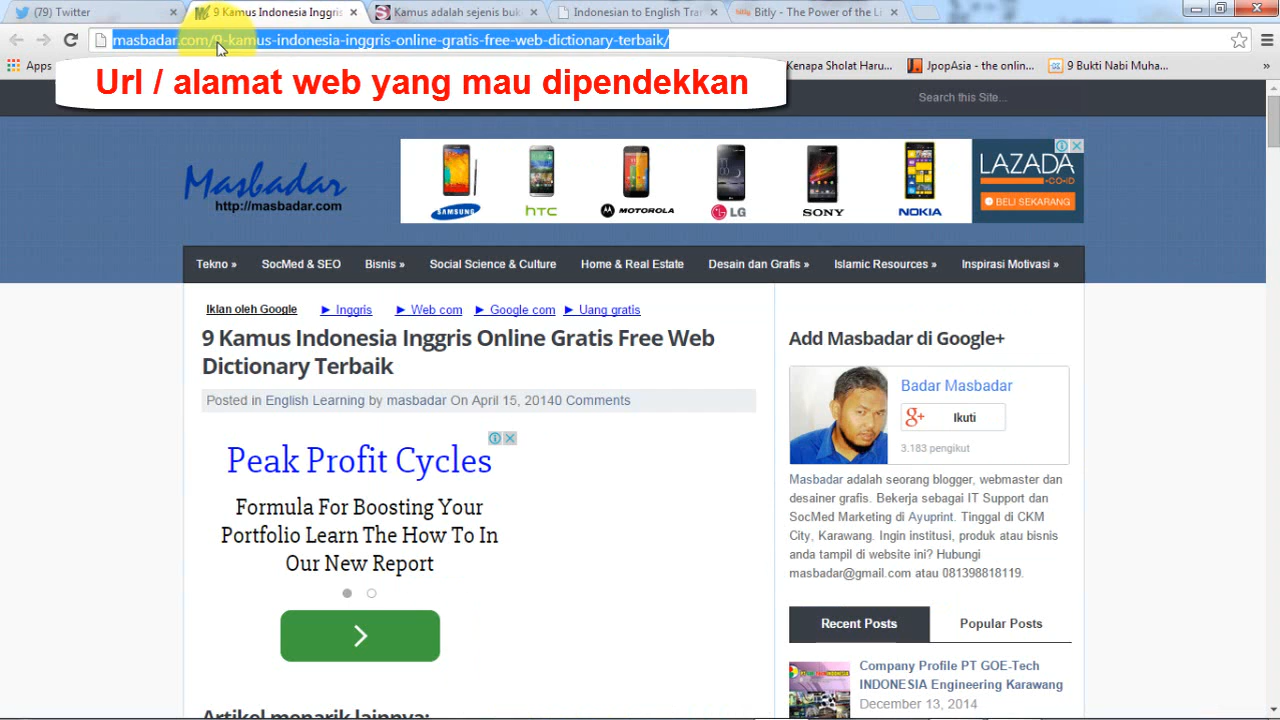 (79) Twitter
9 Kamus Indonesia Inggris
Kamus adalah sejenis buk
Indonesian to English Tra
Bitly - The Power of the L
masbadar.com/9-kamus-indonesia-inggris-online-gratis-free-web-dictionary-terbaik/
Apps
Url / alamat web yang mau dipendekkan
Kenapa Sholat Haru...
JpopAsia - the onlin...
9 Bukti Nabi Muha...
»
Search this Site...
Masbadar
http://masbadar.com
SAMSUNG
hTC
MOTOROLA
LG
SONY
NOKIA
LAZADA
.CO.ID
BELI SEKARANG
Tekno »
SocMed & SEO
Bisnis »
Social Science & Culture
Home & Real Estate
Desain dan Grafis »
Islamic Resources »
Inspirasi Motivasi »
Iklan oleh Google
► Inggris
► Web com
► Google com
► Uang gratis
9 Kamus Indonesia Inggris Online Gratis Free Web
Dictionary Terbaik
Posted in English Learning by masbadar On April 15, 20140 Comments
Peak Profit Cycles
Formula For Boosting Your
Portfolio Learn The How To In
Our New Report
Artikel menarik lainnya:
Add Masbadar di Google+
Badar Masbadar
g+ Ikuti
3.183 pengikut
Masbadar adalah seorang blogger, webmaster dan
desainer grafis. Bekerja sebagai IT Support dan
SocMed Marketing di Ayuprint. Tinggal di CKM
City, Karawang. Ingin institusi, produk atau bisnis
anda tampil di website ini? Hubungi
masbadar@gmail.com atau 081398818119.
Recent Posts
Popular Posts
Company Profile PT GOE-Tech
INDONESIA Engineering Karawang
December 13, 2014